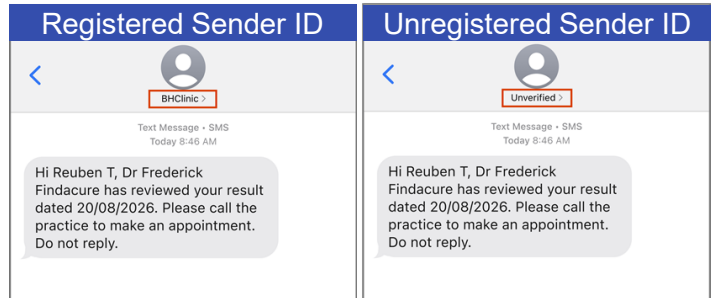 Registered Sender ID
BHClinic >
Text Message • SMS
Today 8:46 AM
Hi Reuben T, Dr Frederick
Findacure has reviewed your result
dated 20/08/2026. Please call the
practice to make an appointment.
Do not reply.
Unregistered Sender ID
Unverified >
Text Message • SMS
Today 8:46 AM
Hi Reuben T, Dr Frederick
Findacure has reviewed your result
dated 20/08/2026. Please call the
practice to make an appointment.
Do not reply.